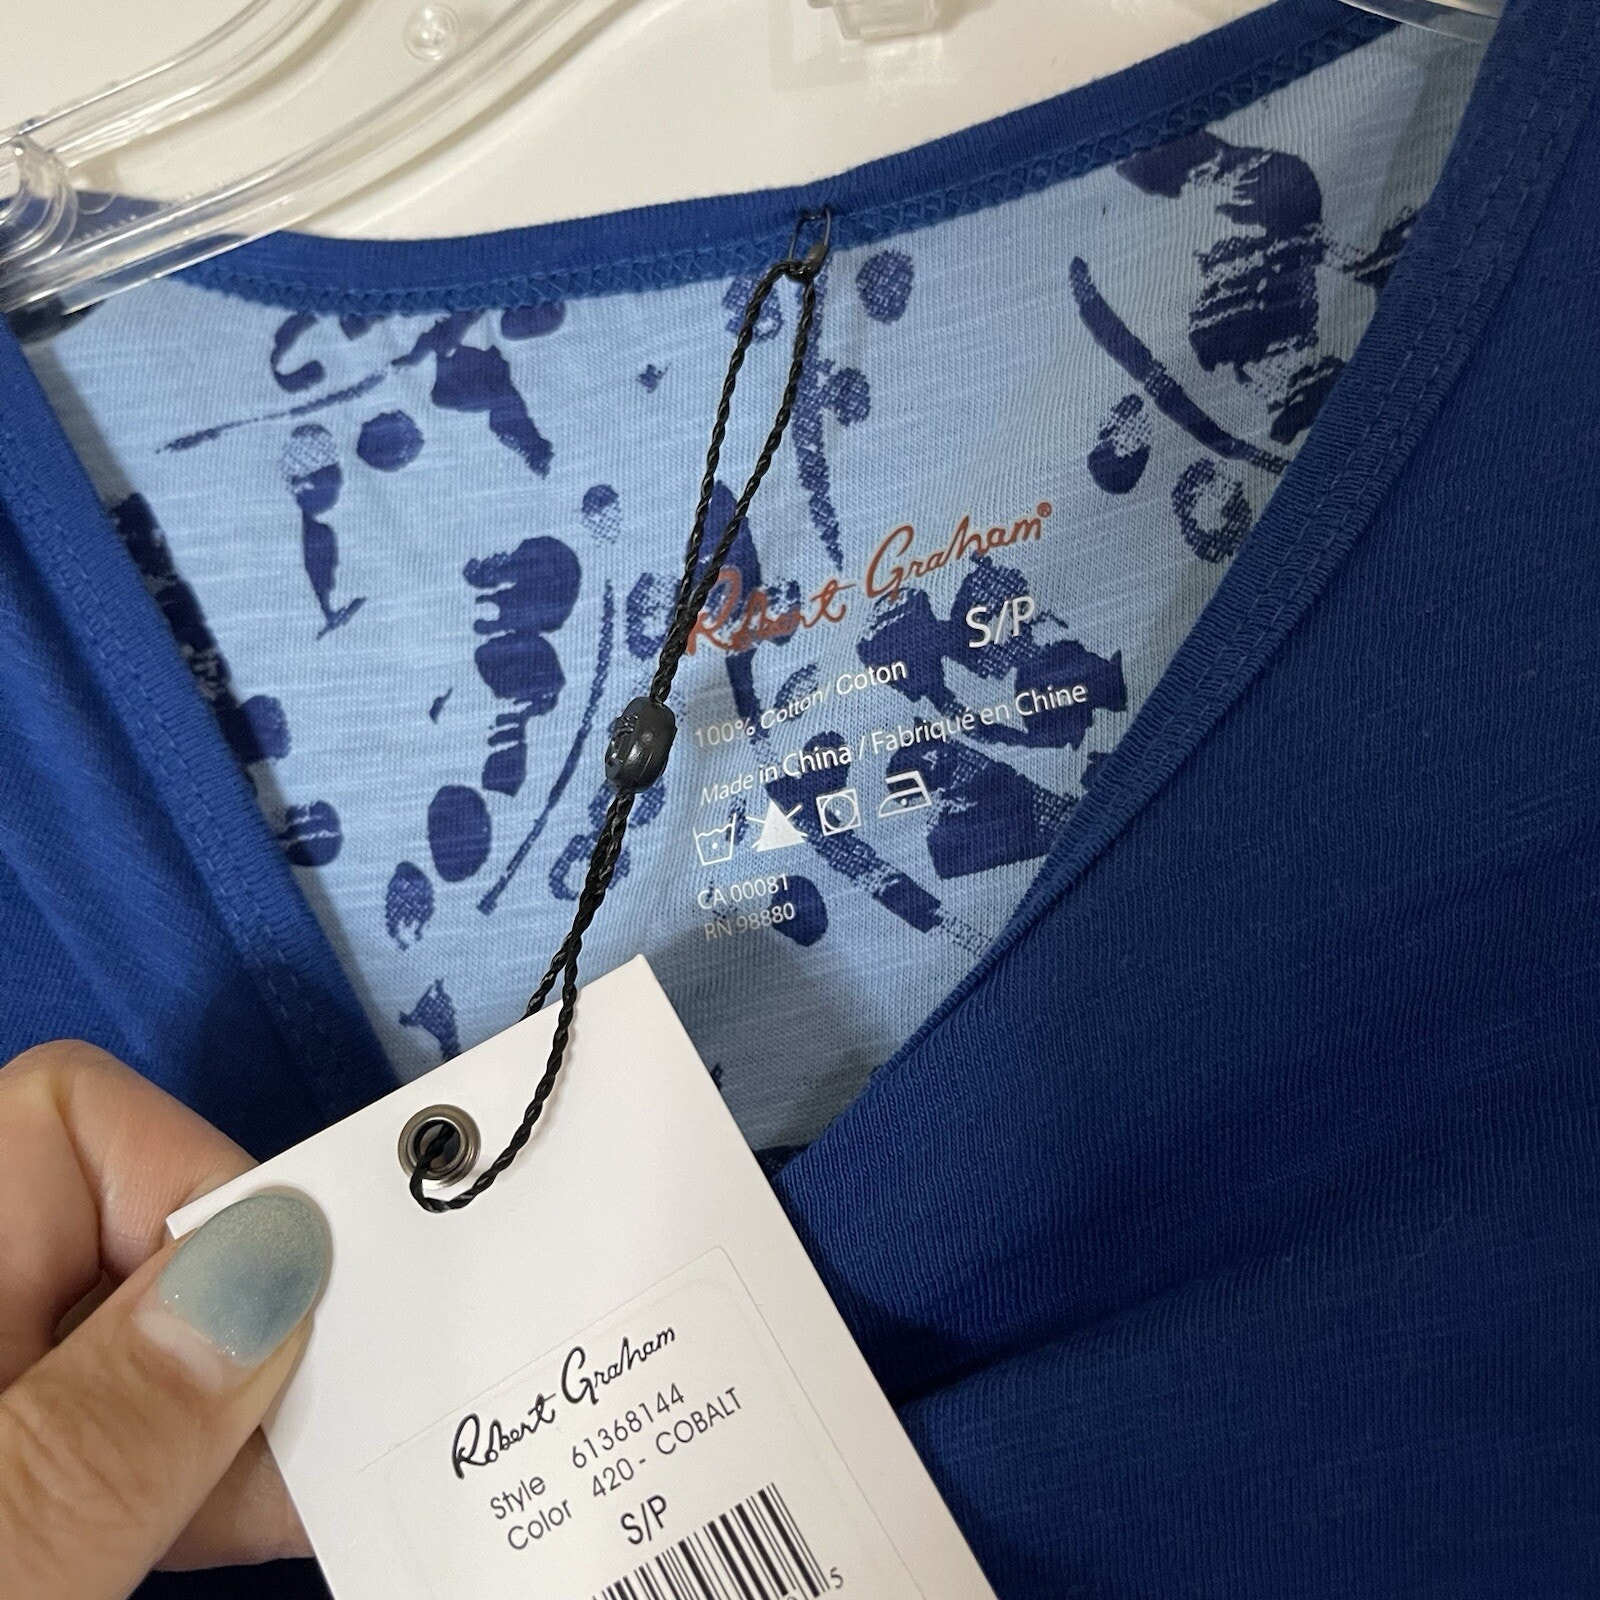 Robert Graham®
S/P
100% Cotton/ Coton
Made in China / Fabriqué en Chine
CA 00081
RN 98880
Robert Graham
Style 61368144
Color 420 - COBALT
S/P
5